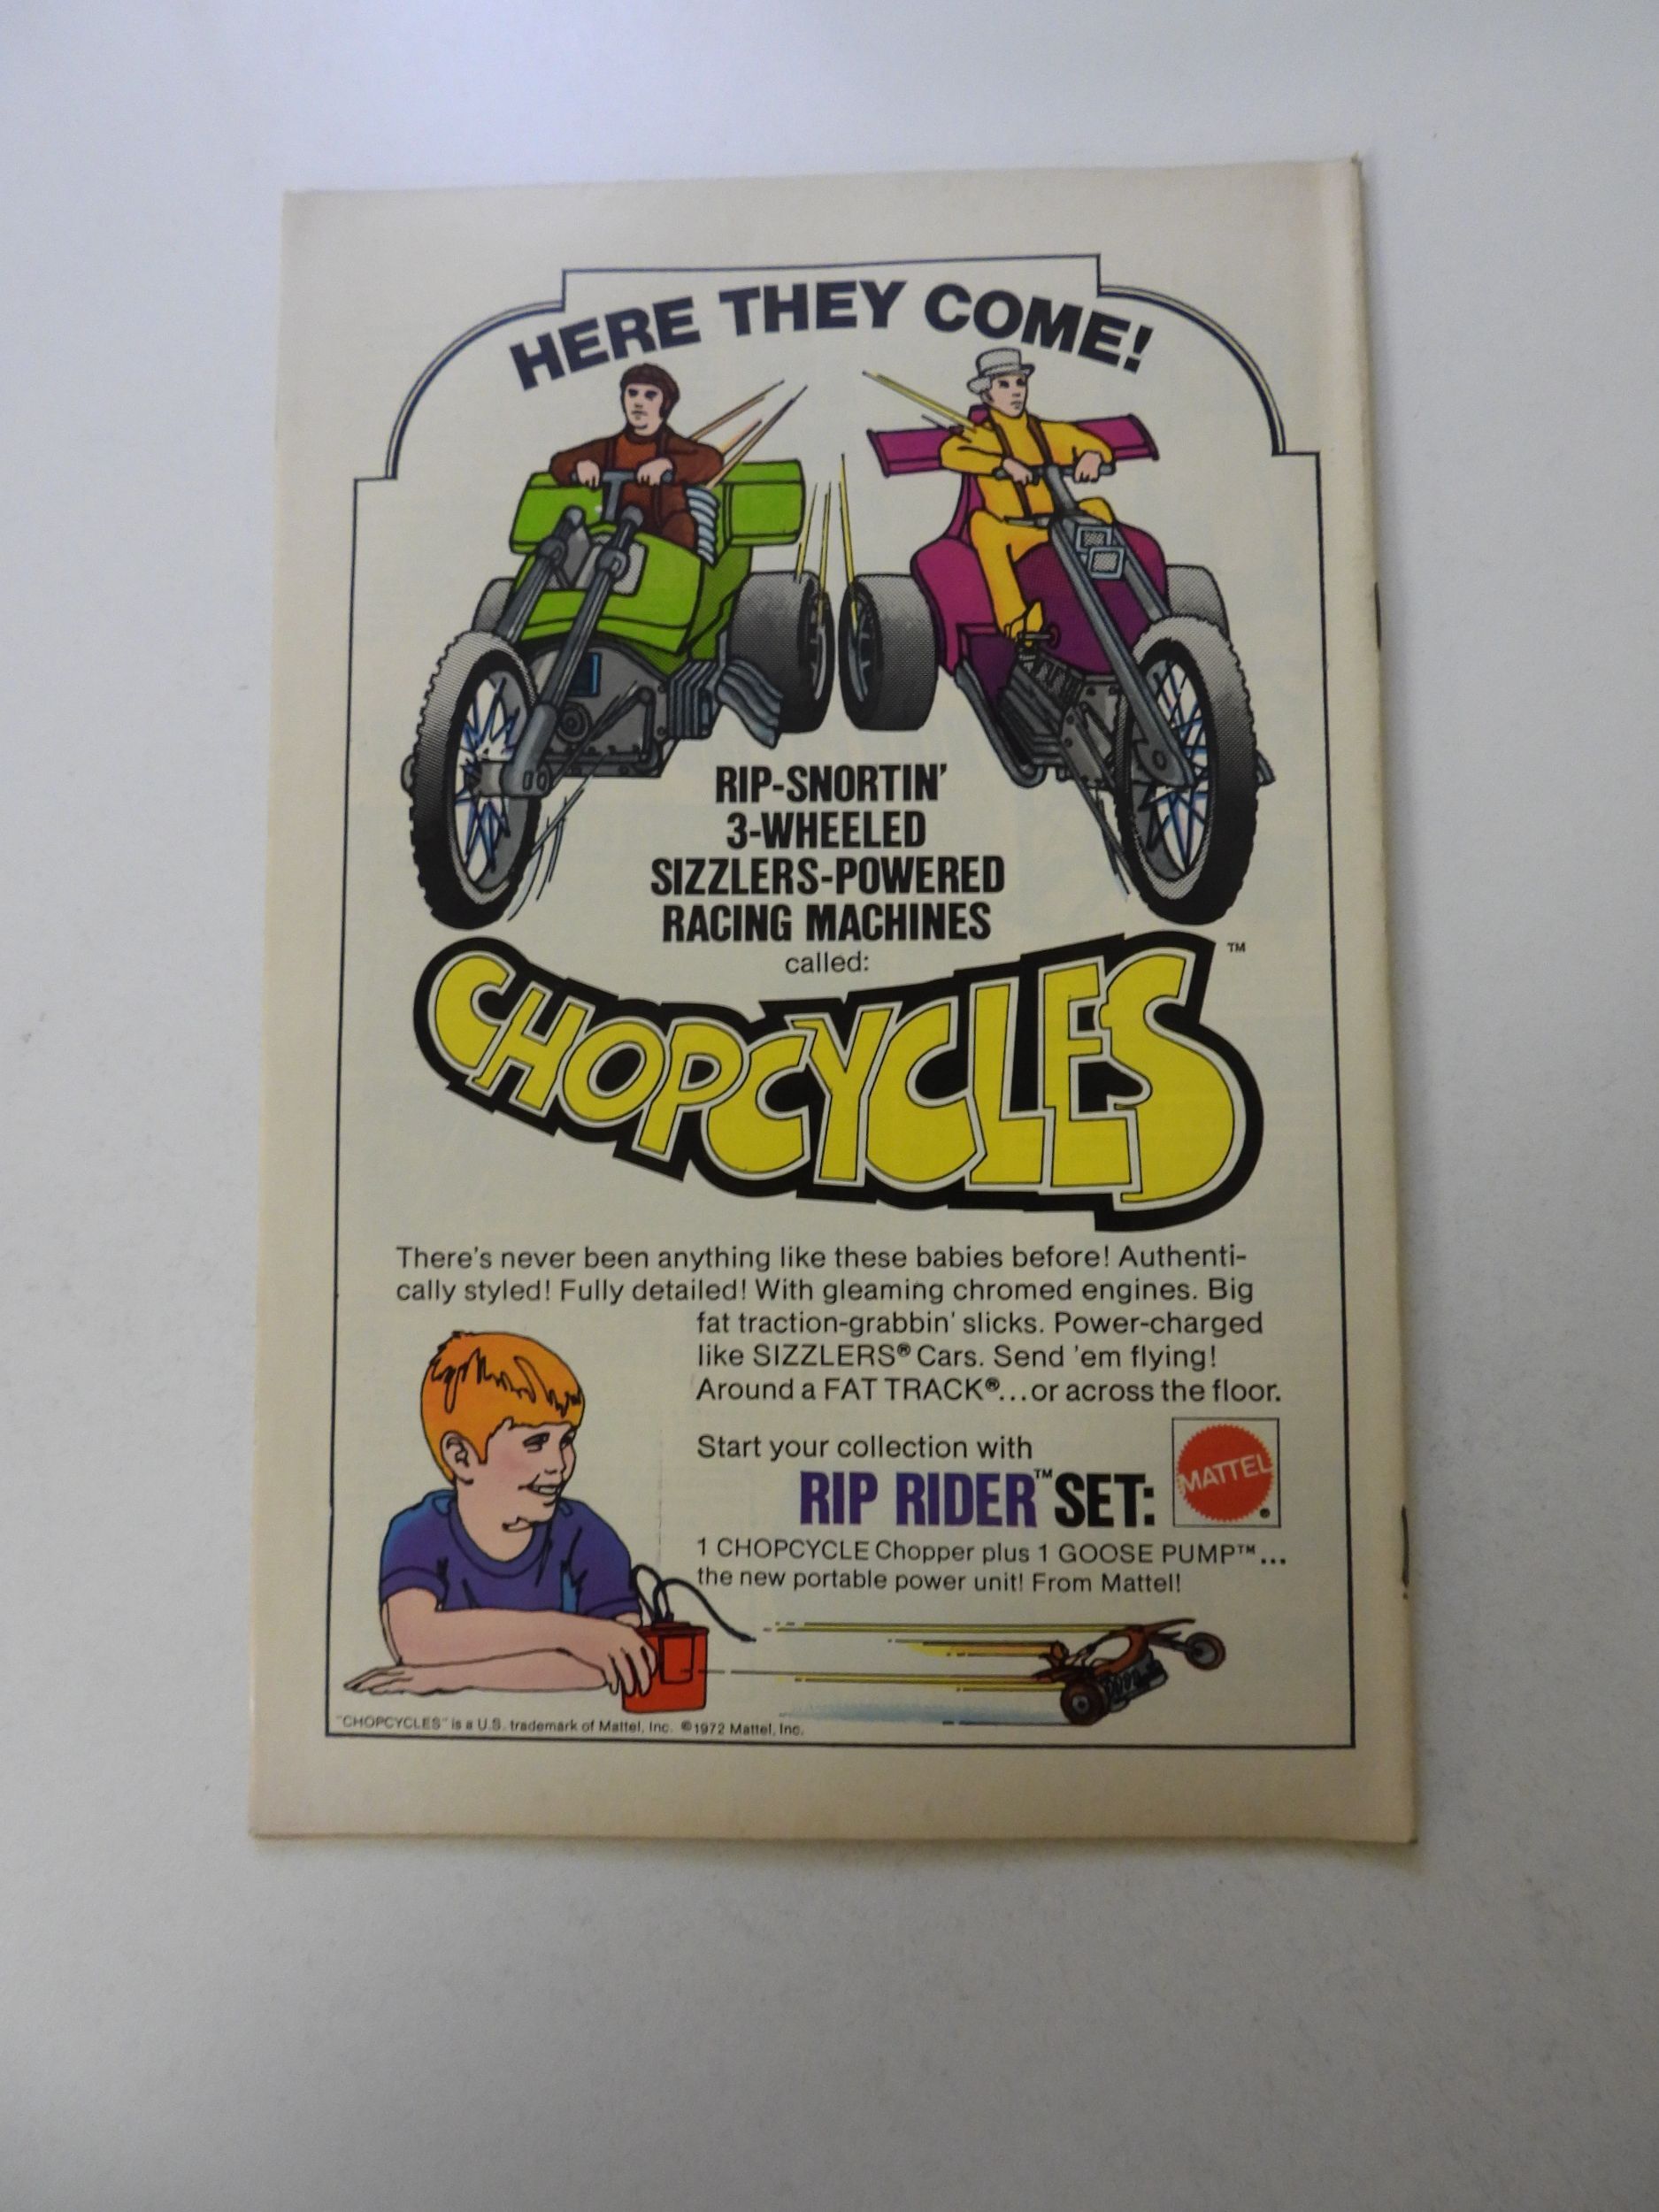 HERE THEY COME!
RIP-SNORTIN'
3-WHEELED
SIZZLERS-POWERED
RACING MACHINES
called:
CHOPCYCLES™
There's never been anything like these babies before! Authenti-
cally styled! Fully detailed! With gleaming chromed engines. Big
fat traction-grabbin' slicks. Power-charged
like SIZZLERS® Cars. Send 'em flying!
Around a FAT TRACK®...or across the floor.
Start your collection with
RIP RIDER™ SET:
MATTEL®
1 CHOPCYCLE Chopper plus 1 GOOSE PUMP™...
the new portable power unit! From Mattel!
"CHOPCYCLES" is a U.S. trademark of Mattel, Inc. ©1972 Mattel, Inc.